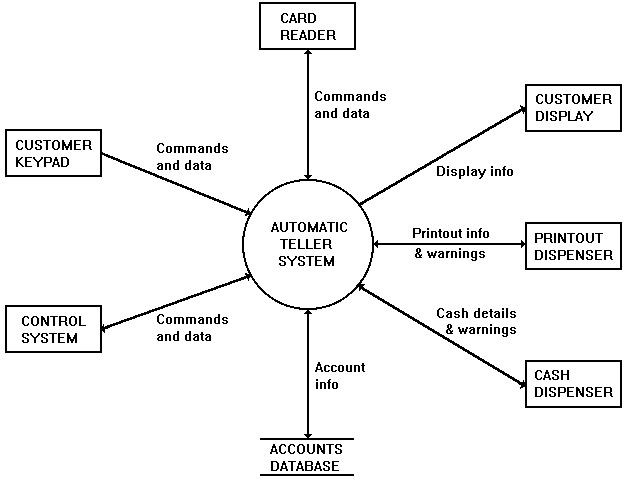 CARD
READER
Commands
and data
CUSTOMER
DISPLAY
CUSTOMER
KEYPAD
Commands
and data
Display info
AUTOMATIC
TELLER
SYSTEM
Printout info
& warnings
PRINTOUT
DISPENSER
CONTROL
SYSTEM
Commands
and data
Cash details
& warnings
Account
info
CASH
DISPENSER
ACCOUNTS
DATABASE